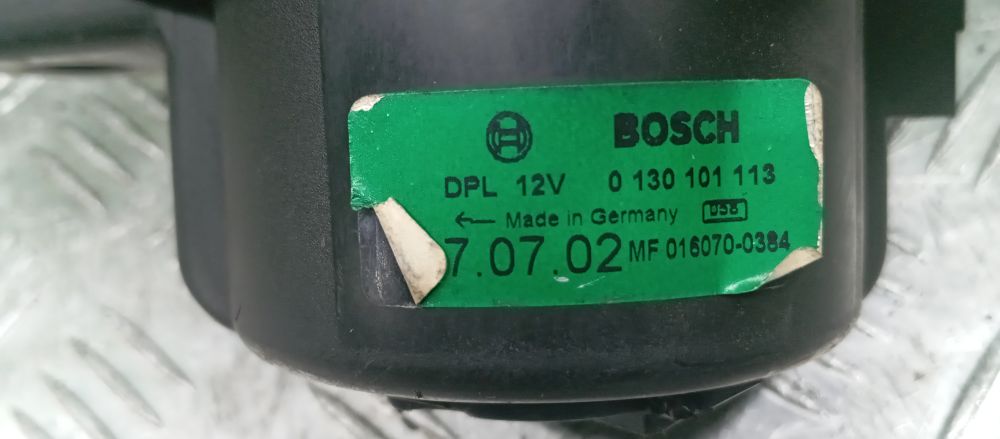 BOSCH
DPL 12V 0 130 101 113
← Made in Germany
7.07.02 MF 016070-0384